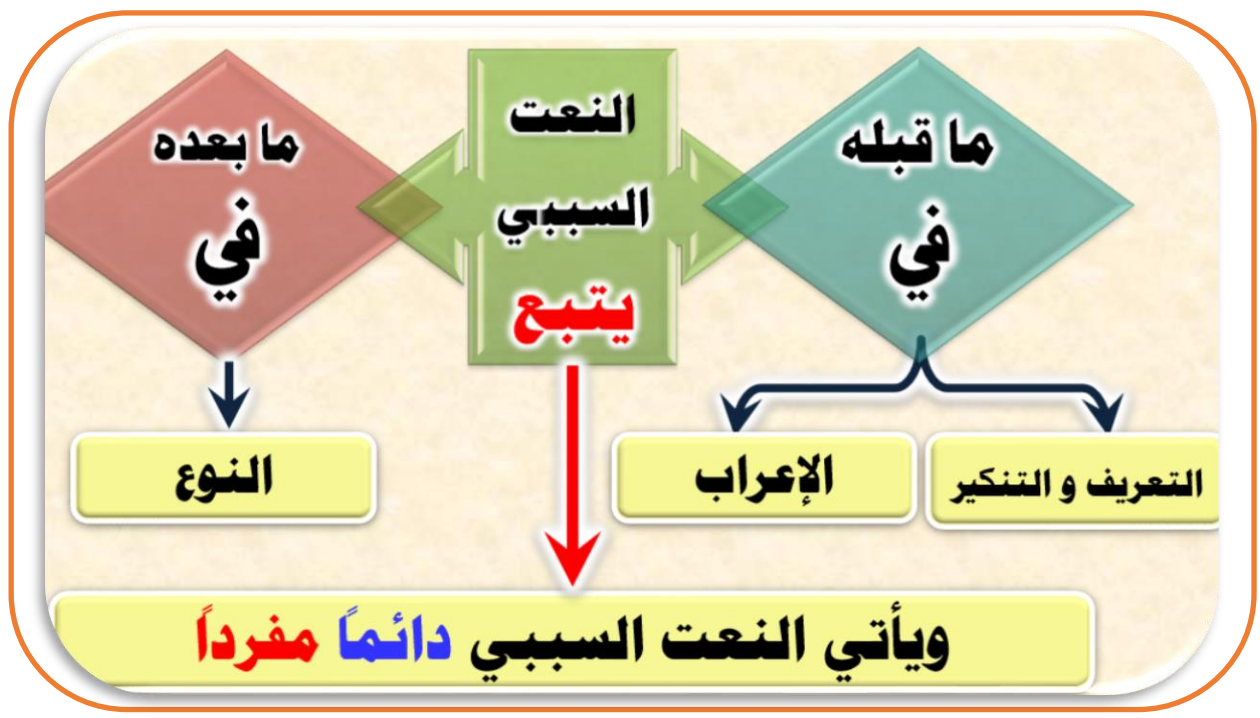 ما قبله
في
النعت
السببي
يتبع
ما بعده
في
التعريف و التنكير
الإعراب
النوع
ويأتي النعت السببي دائماً مفرداً